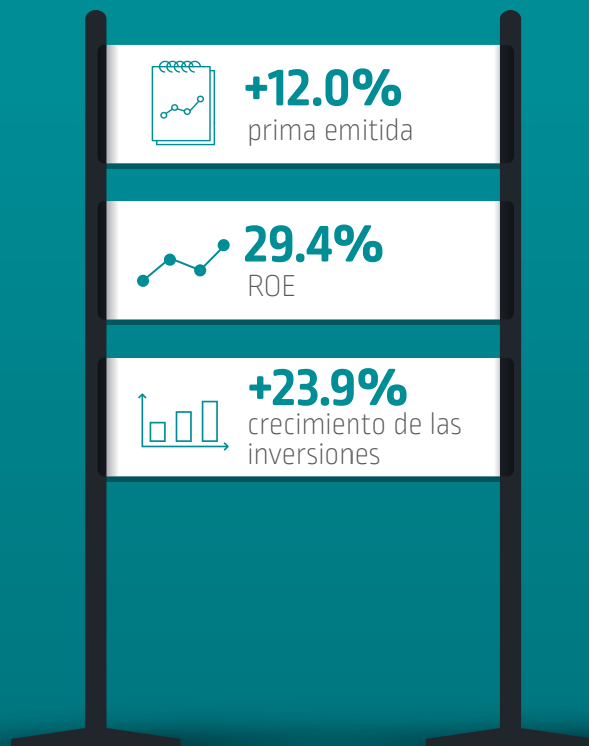 +12.0%
prima emitida
29.4%
ROE
+23.9%
crecimiento de las
inversiones